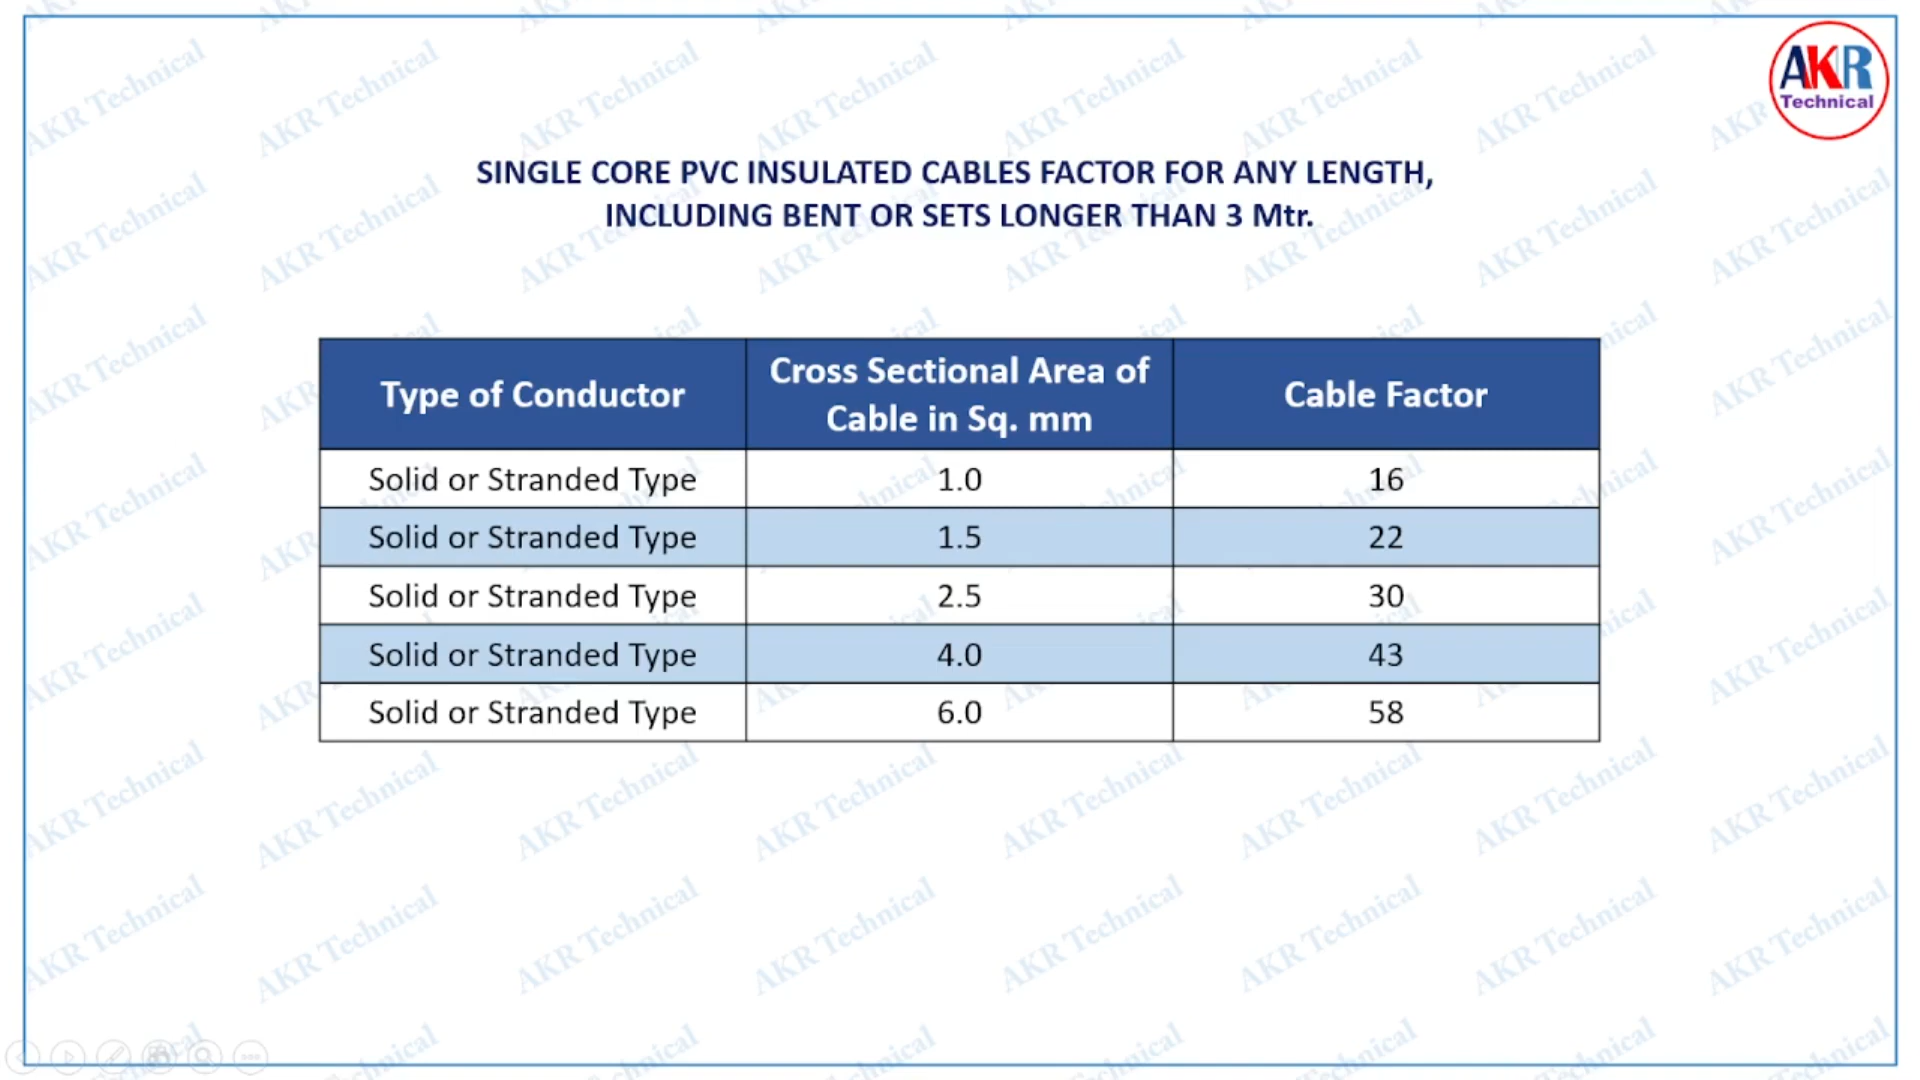 AKR
Technical
SINGLE CORE PVC INSULATED CABLES FACTOR FOR ANY LENGTH,
INCLUDING BENT OR SETS LONGER THAN 3 Mtr.
Type of Conductor
Cross Sectional Area of
Cable in Sq. mm
Cable Factor
Solid or Stranded Type 1.0 16
Solid or Stranded Type 1.5 22
Solid or Stranded Type 2.5 30
Solid or Stranded Type 4.0 43
Solid or Stranded Type 6.0 58
AKR Technical